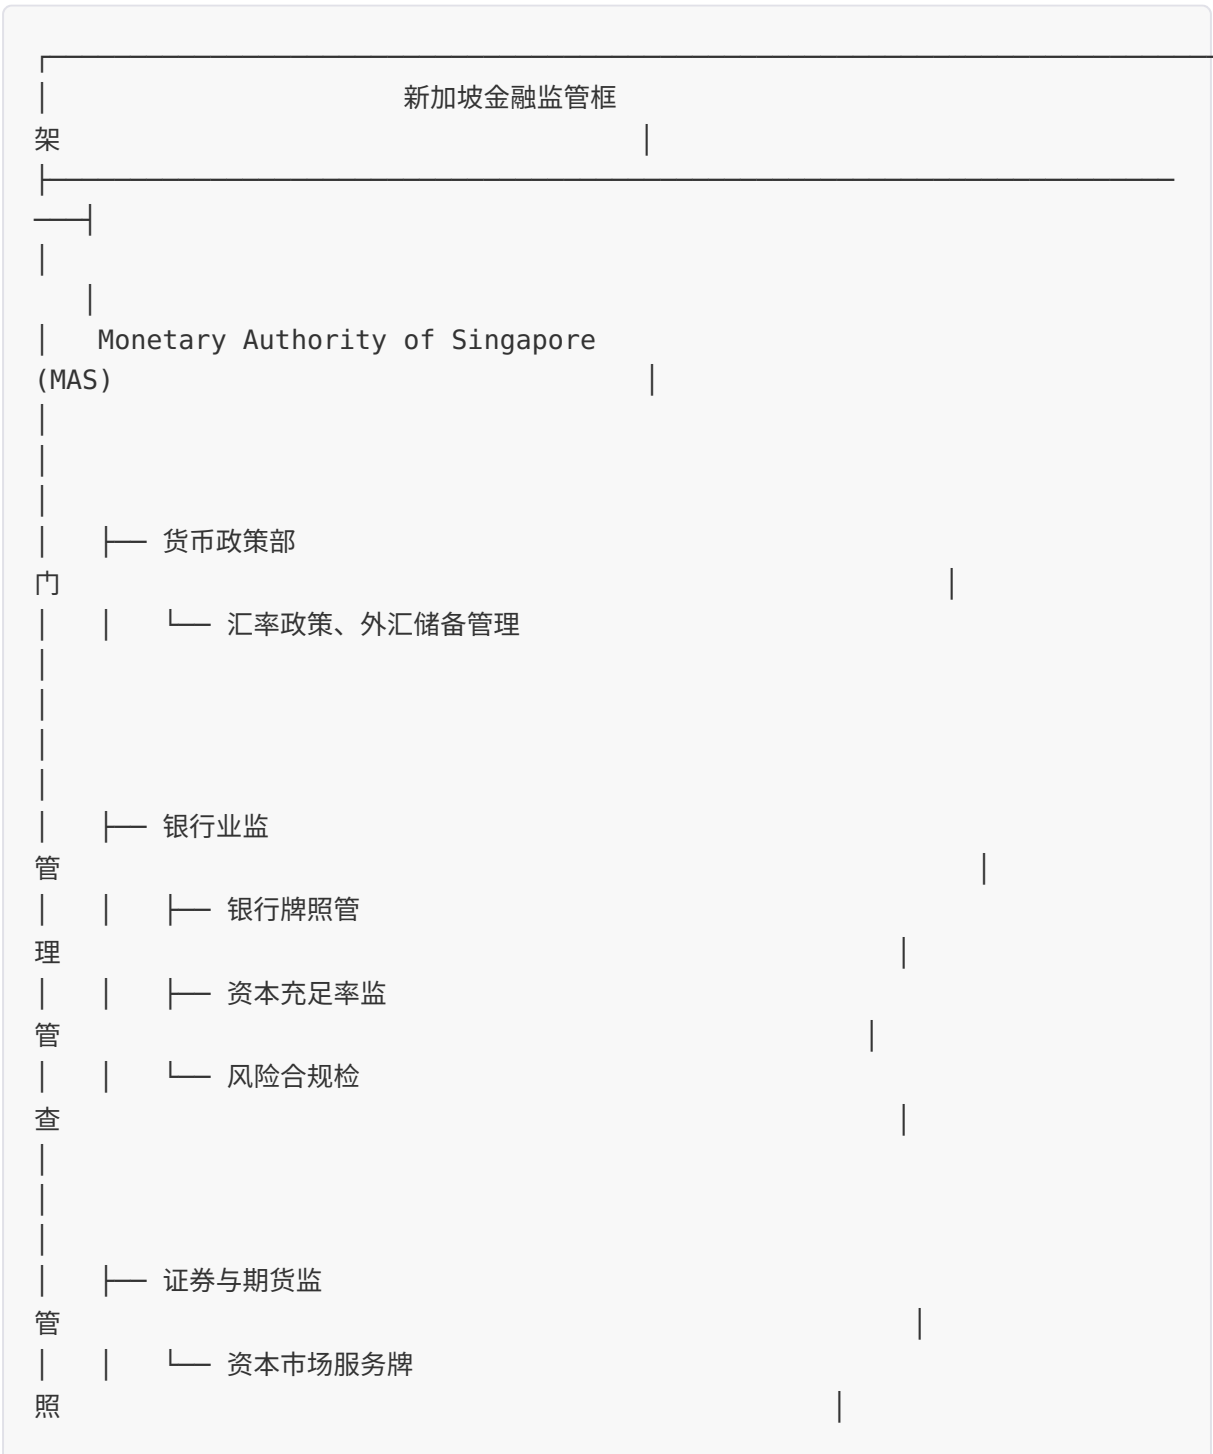 新加坡金融监管框
架
Monetary Authority of Singapore
(MAS)
├── 货币政策部
门
│ └── 汇率政策、外汇储备管理
├── 银行业监
管
│ ├── 银行牌照管
理
│ ├── 资本充足率监
管
│ └── 风险合规检
查
├── 证券与期货监
管
│ └── 资本市场服务牌
照